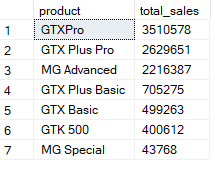 product total_sales
1 GTXPro 3510578
2 GTX Plus Pro 2629651
3 MG Advanced 2216387
4 GTX Plus Basic 705275
5 GTX Basic 499263
6 GTK 500 400612
7 MG Special 43768